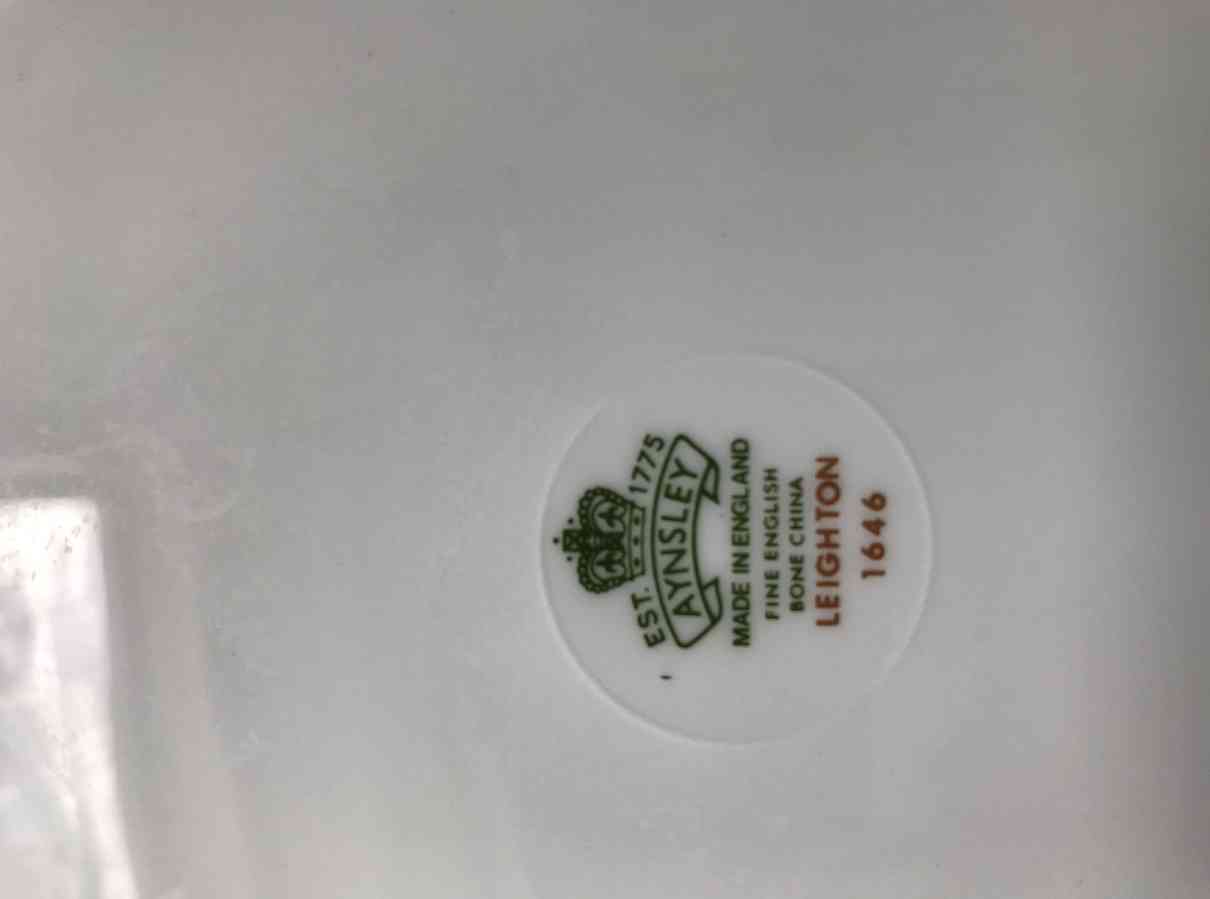 EST. 1775
AYNSLEY
MADE IN ENGLAND
FINE ENGLISH
BONE CHINA
LEIGHTON
1646